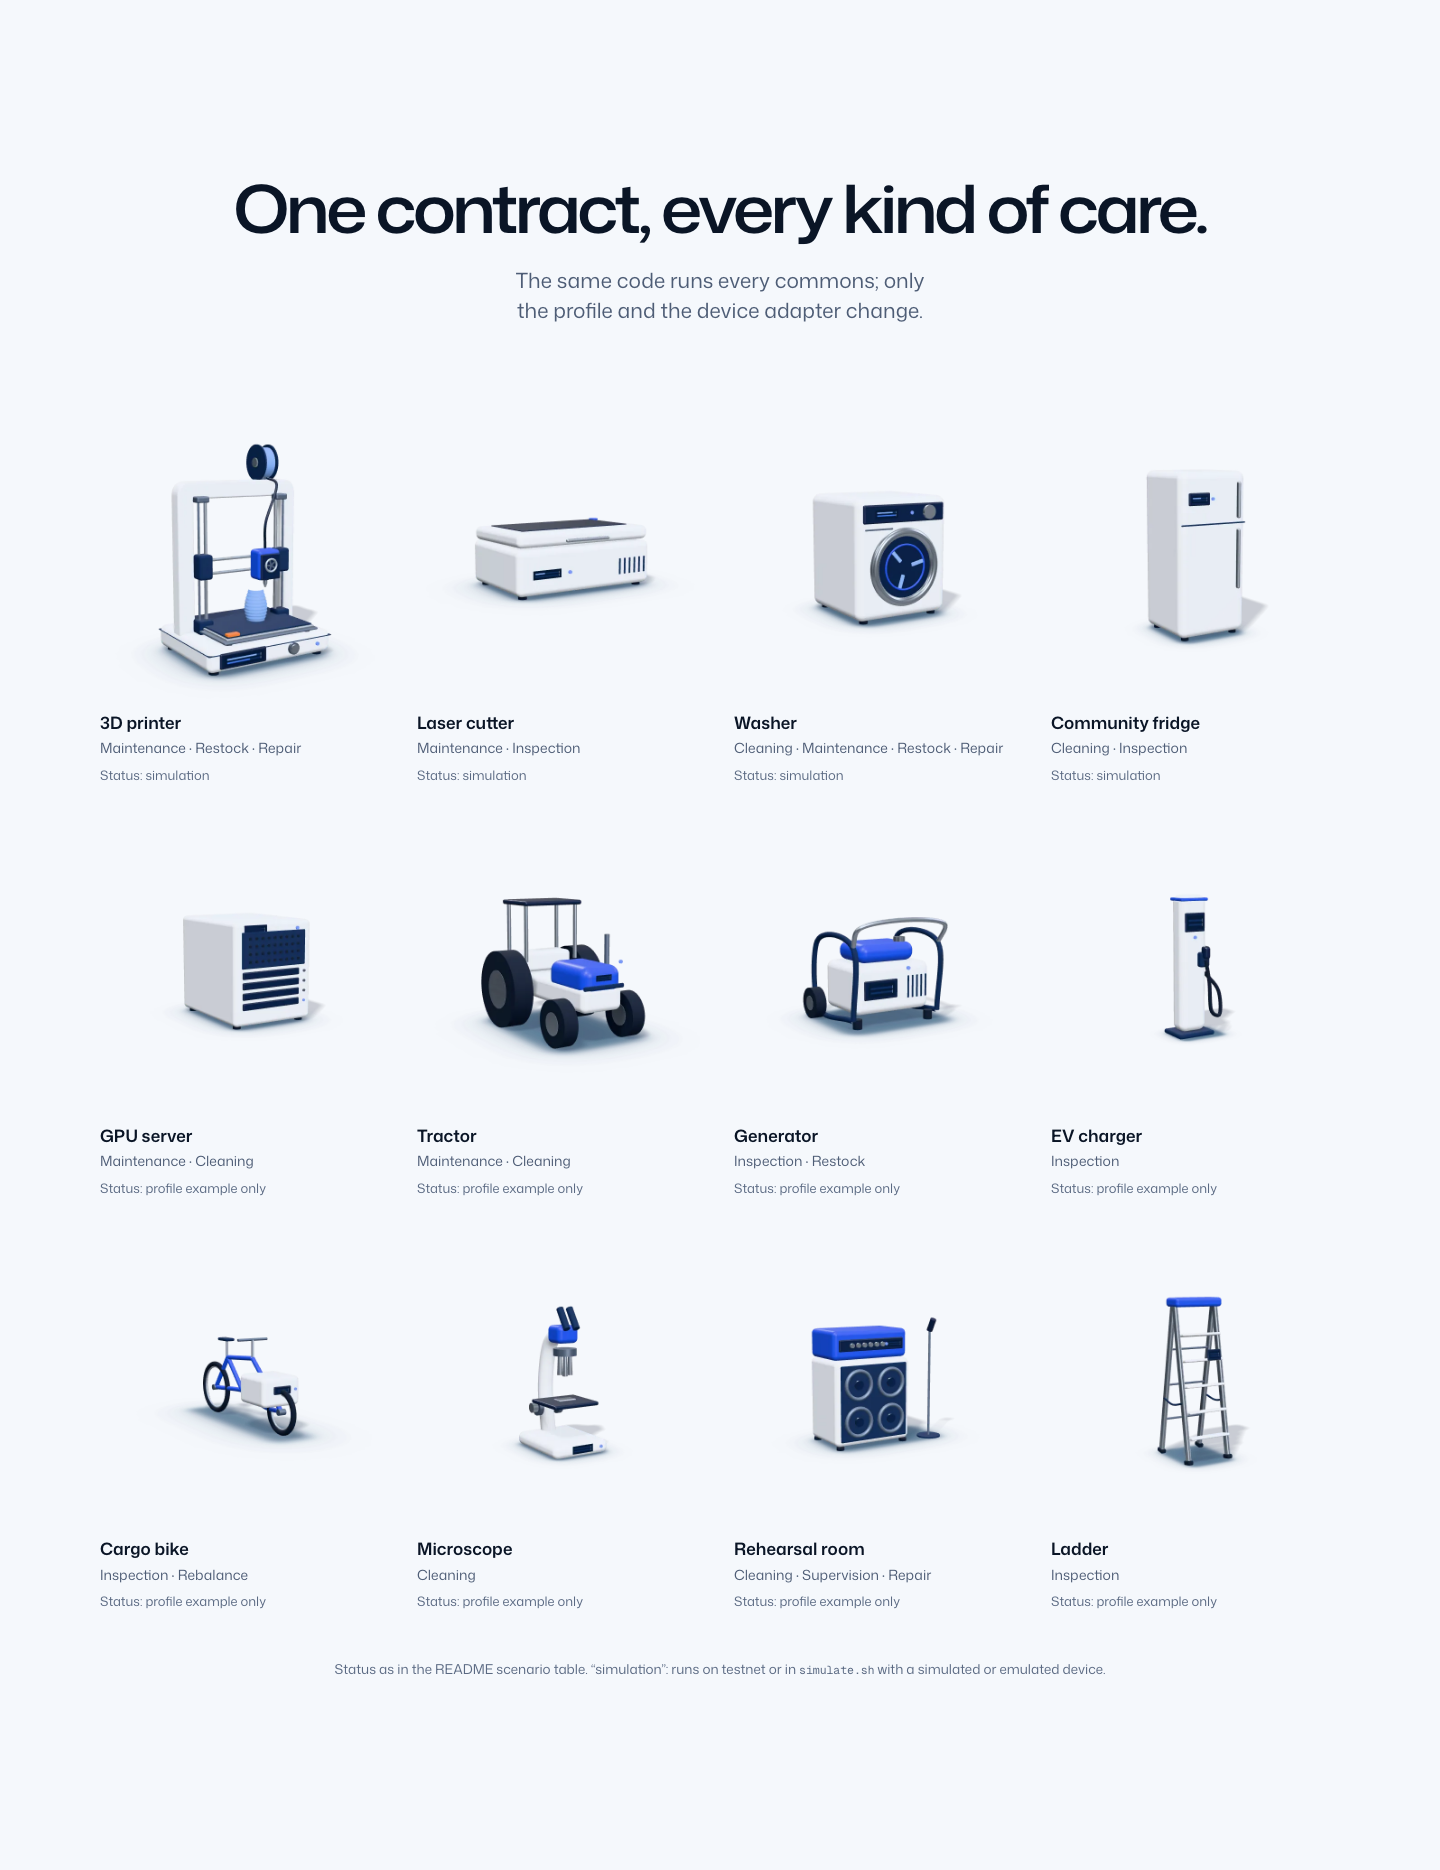 One contract, every kind of care.
The same code runs every commons; only
the profile and the device adapter change.
3D printer
Maintenance · Restock · Repair
Status: simulation
Laser cutter
Maintenance · Inspection
Status: simulation
Washer
Cleaning · Maintenance · Restock · Repair
Status: simulation
Community fridge
Cleaning · Inspection
Status: simulation
GPU server
Maintenance · Cleaning
Status: profile example only
Tractor
Maintenance · Cleaning
Status: profile example only
Generator
Inspection · Restock
Status: profile example only
EV charger
Inspection
Status: profile example only
Cargo bike
Inspection · Rebalance
Status: profile example only
Microscope
Cleaning
Status: profile example only
Rehearsal room
Cleaning · Supervision · Repair
Status: profile example only
Ladder
Inspection
Status: profile example only
Status as in the README scenario table. “simulation”: runs on testnet or in simulate.sh with a simulated or emulated device.